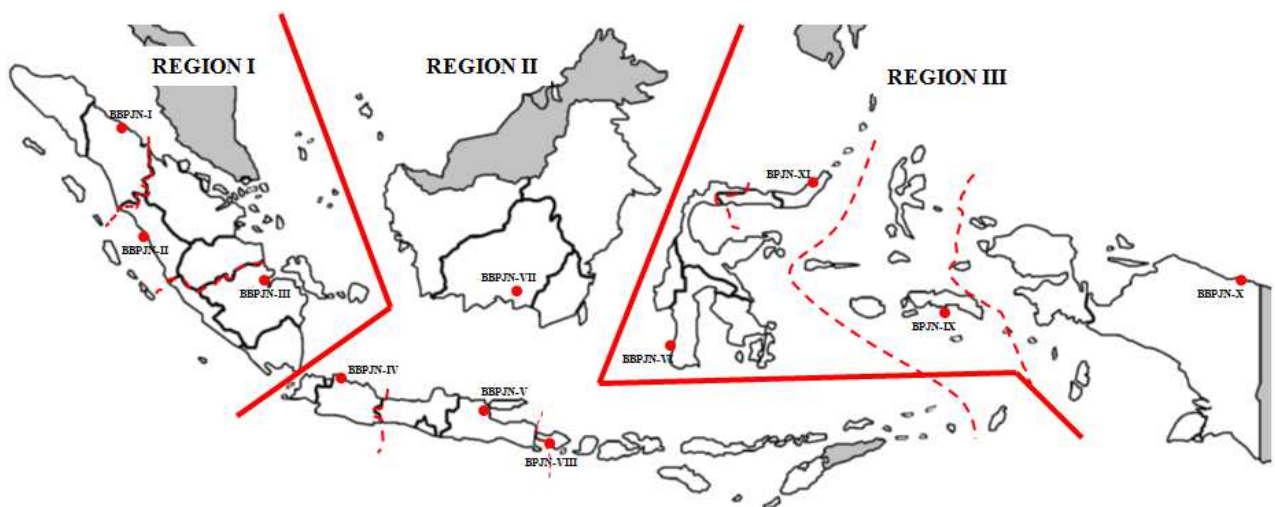 REGION I
REGION II
REGION III
BBPJN-I
BPJN-XI
BBPJN-II
BBPJN-III
BBPJN-VII
BBPJN-X
BPJN-IX
BBPJN-VI
BBPJN-IV
BBPJN-V
BPJN-VIII